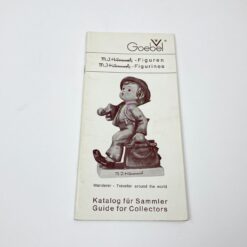 Goebel
M.J. Hummel -Figuren
M.J. Hummel -Figurines
M.J. Hummel
Wanderer - Traveller around the world
Katalog für Sammler
Guide for Collectors